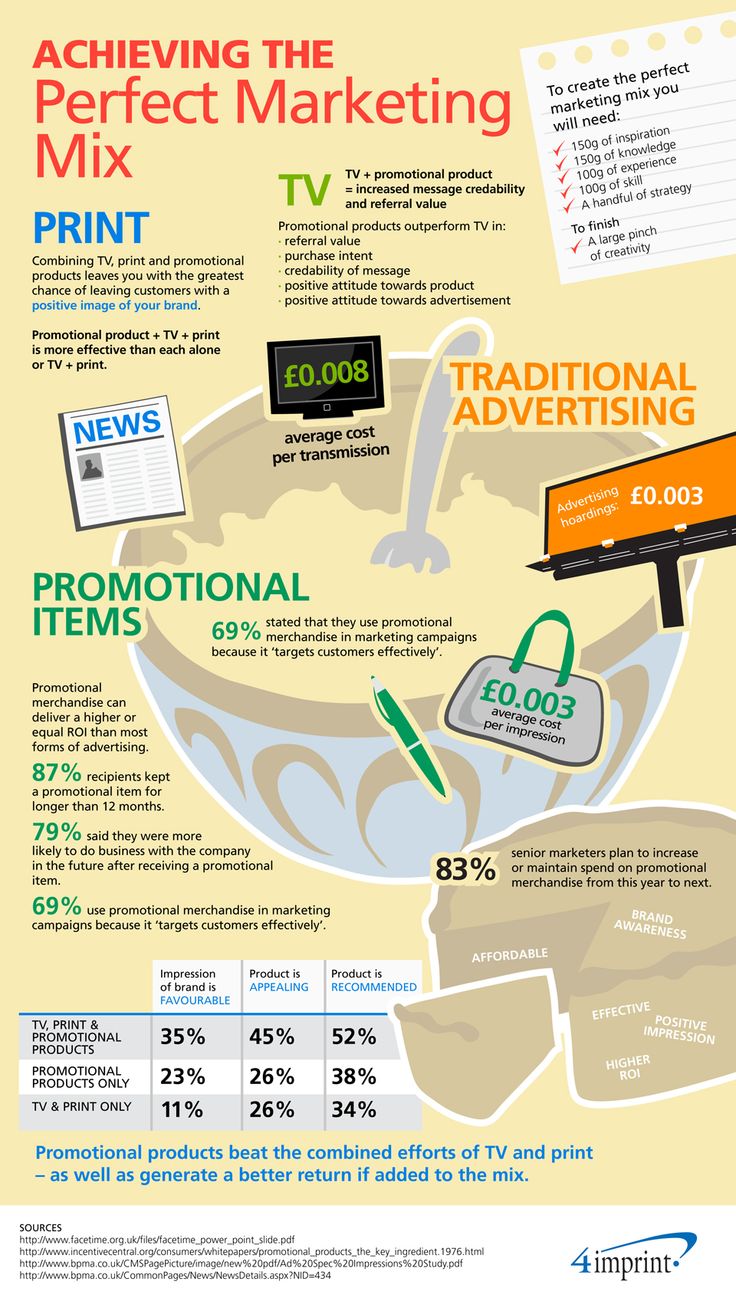 ACHIEVING THE
Perfect Marketing
Mix
To create the perfect
marketing mix you
will need:
150g of inspiration
150g of knowledge
100g of experience
100g of skill
A handful of strategy
To finish
A large pinch
of creativity
PRINT
Combining TV, print and promotional
products leaves you with the greatest
chance of leaving customers with a
positive image of your brand.
Promotional product + TV + print
is more effective than each alone
or TV + print.
TV
TV + promotional product
= increased message credability
and referral value
Promotional products outperform TV in:
· referral value
· purchase intent
· credability of message
· positive attitude towards product
· positive attitude towards advertisement
NEWS
£0.008
average cost
per transmission
TRADITIONAL
ADVERTISING
Advertising
hoardings:
£0.003
PROMOTIONAL
ITEMS
69% stated that they use promotional
merchandise in marketing campaigns
because it ‘targets customers effectively’.
£0.003
average cost
per impression
Promotional
merchandise can
deliver a higher or
equal ROI than most
forms of advertising.
87% recipients kept
a promotional item for
longer than 12 months.
79% said they were more
likely to do business with the company
in the future after receiving a promotional
item.
69% use promotional merchandise in marketing
campaigns because it ‘targets customers effectively’.
83% senior marketers plan to increase
or maintain spend on promotional
merchandise from this year to next.
AFFORDABLE
BRAND
AWARENESS
EFFECTIVE
POSITIVE
IMPRESSION
HIGHER
ROI
Impression
of brand is
FAVOURABLE
Product is
APPEALING
Product is
RECOMMENDED
TV, PRINT &
PROMOTIONAL
PRODUCTS
35% 45% 52%
PROMOTIONAL
PRODUCTS ONLY
23% 26% 38%
TV & PRINT ONLY 11% 26% 34%
Promotional products beat the combined efforts of TV and print
– as well as generate a better return if added to the mix.
SOURCES
http://www.facetime.org.uk/files/facetime_power_point_slide.pdf
http://www.incentivecentral.org/consumers/whitepapers/promotional_products_the_key_ingredient.1976.html
http://www.bpma.co.uk/CMSPagePicture/image/new%20pdf/Ad%20Spec%20Impressions%20Study.pdf
http://www.bpma.co.uk/CommonPages/News/NewsDetails.aspx?NID=434
4imprint